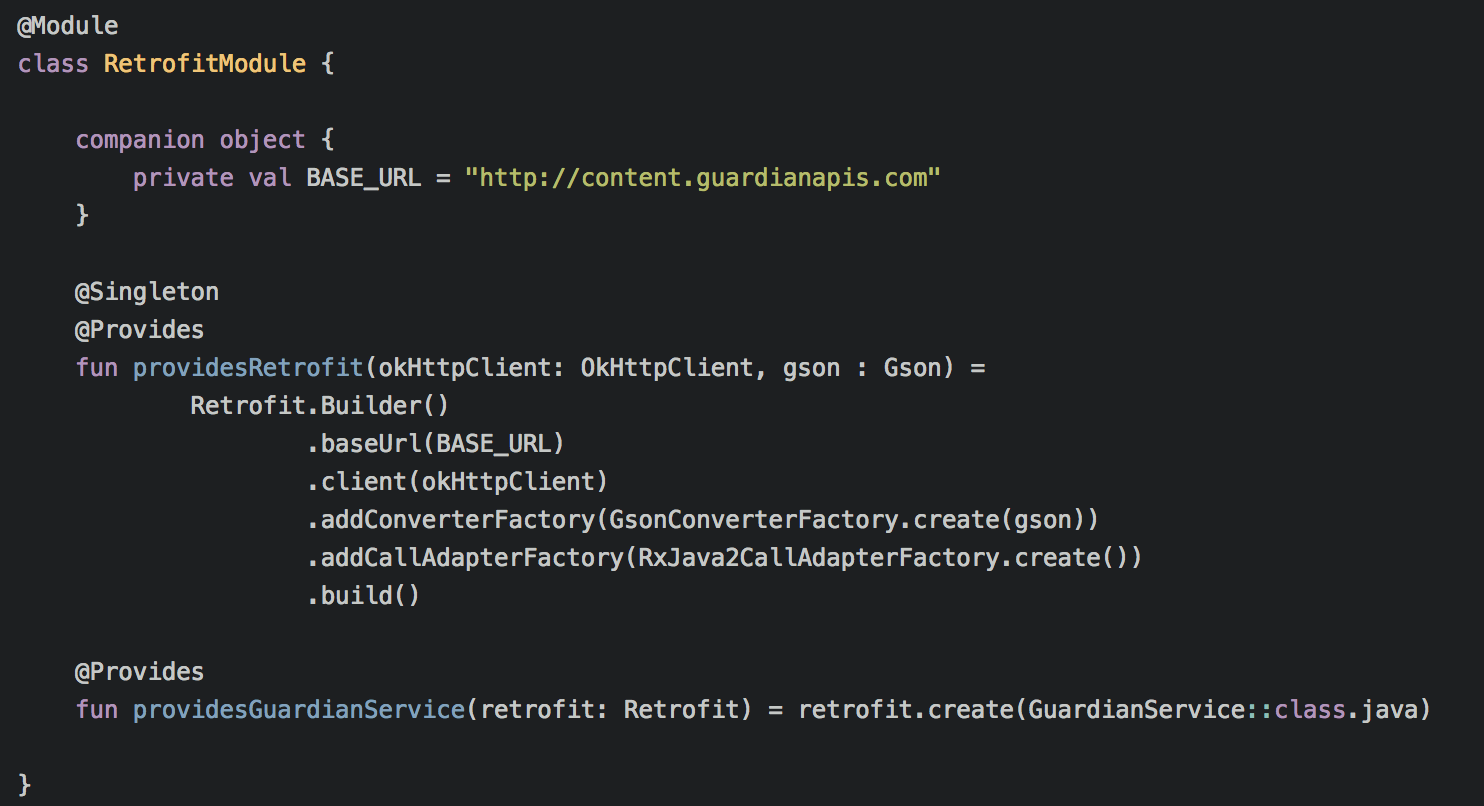 @Module
class RetrofitModule {
companion object {
private val BASE_URL = "http://content.guardianapis.com"
}
@Singleton
@Provides
fun providesRetrofit(okHttpClient: OkHttpClient, gson : Gson) =
Retrofit.Builder()
.baseUrl(BASE_URL)
.client(okHttpClient)
.addConverterFactory(GsonConverterFactory.create(gson))
.addCallAdapterFactory(RxJava2CallAdapterFactory.create())
.build()
@Provides
fun providesGuardianService(retrofit: Retrofit) = retrofit.create(GuardianService::class.java)
}